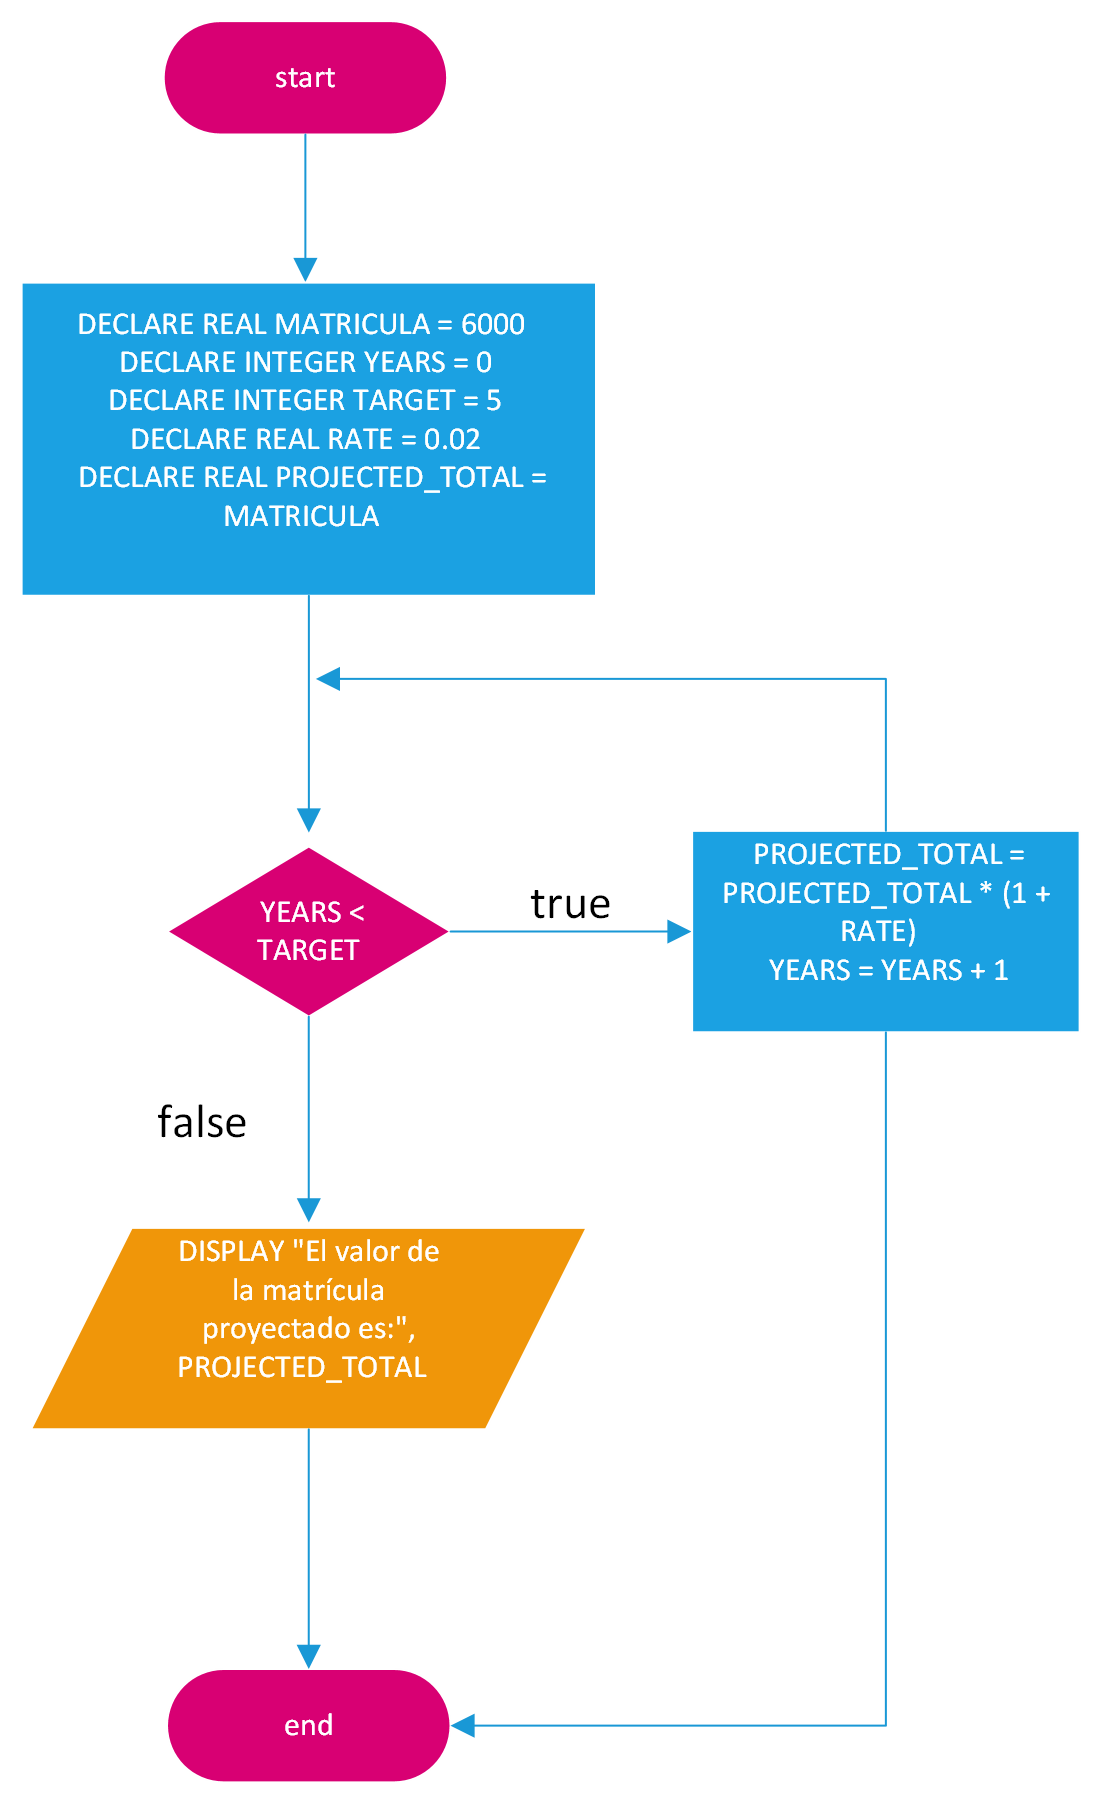 start
DECLARE REAL MATRICULA = 6000
DECLARE INTEGER YEARS = 0
DECLARE INTEGER TARGET = 5
DECLARE REAL RATE = 0.02
DECLARE REAL PROJECTED_TOTAL =
MATRICULA
YEARS <
TARGET
true
PROJECTED_TOTAL =
PROJECTED_TOTAL * (1 +
RATE)
YEARS = YEARS + 1
false
DISPLAY "El valor de
la matrícula
proyectado es:",
PROJECTED_TOTAL
end